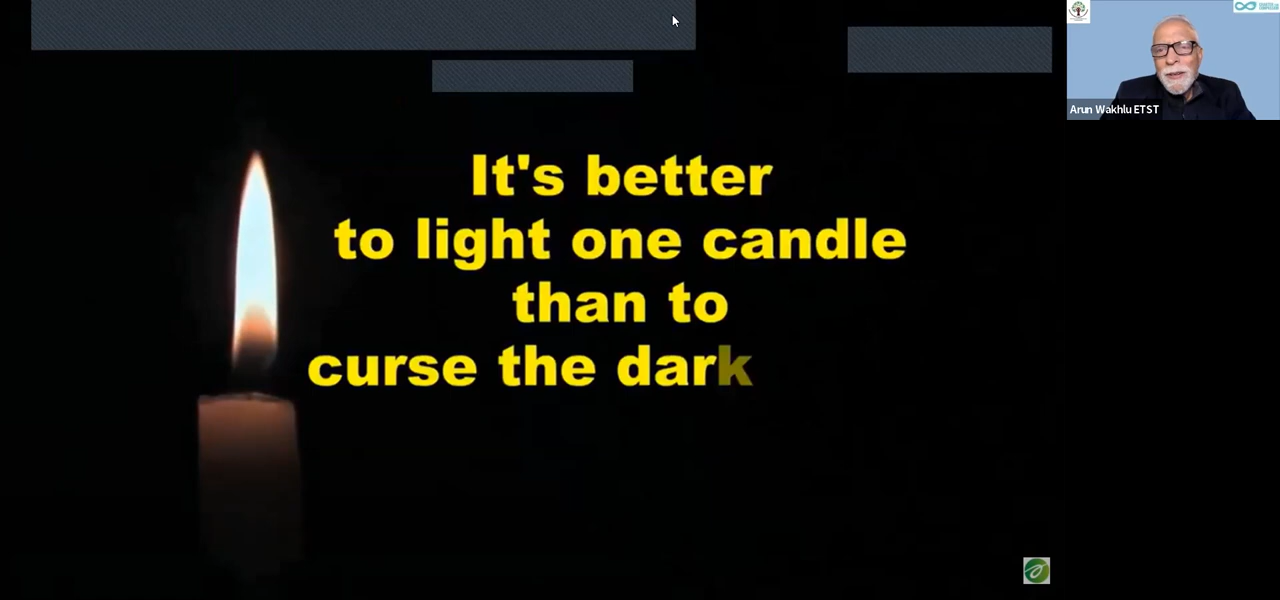 It's better
to light one candle
than to
curse the dark
Arun Wakhlu ETST